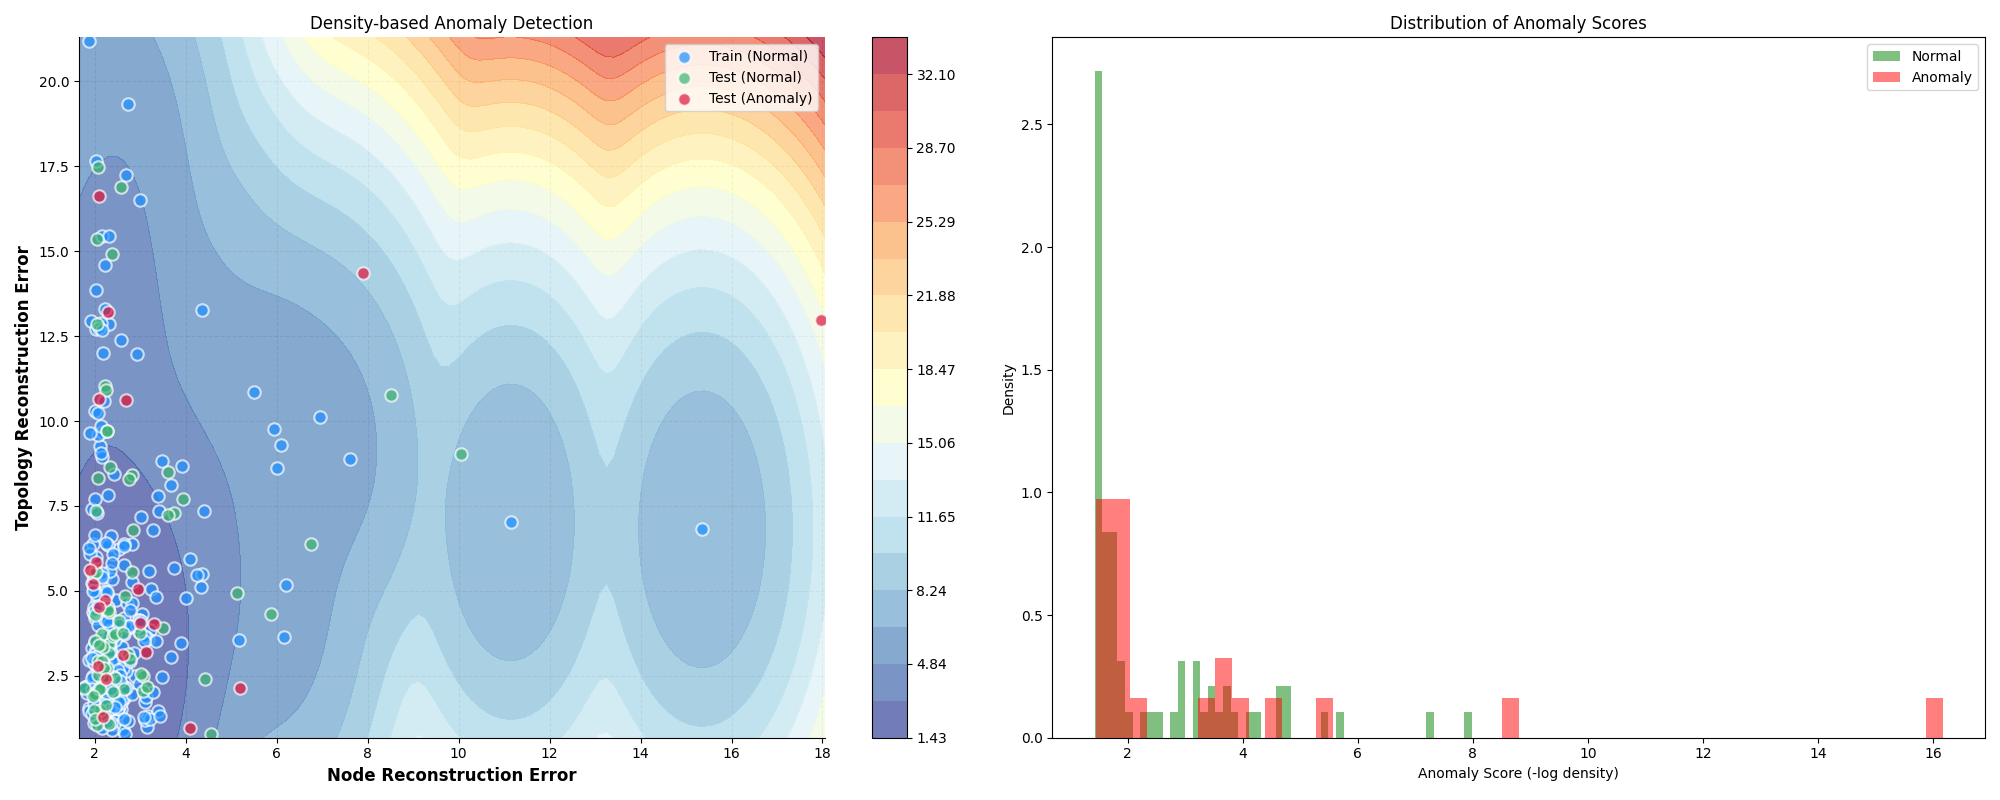 Density-based Anomaly Detection
Train (Normal)
Test (Normal)
Test (Anomaly)
20.0
17.5
15.0
12.5
10.0
7.5
5.0
2.5
Topology Reconstruction Error
2 4 6 8 10 12 14 16 18
Node Reconstruction Error
32.10
28.70
25.29
21.88
18.47
15.06
11.65
8.24
4.84
1.43
Distribution of Anomaly Scores
Normal
Anomaly
2.5
2.0
1.5
1.0
0.5
0.0
Density
2 4 6 8 10 12 14 16
Anomaly Score (-log density)